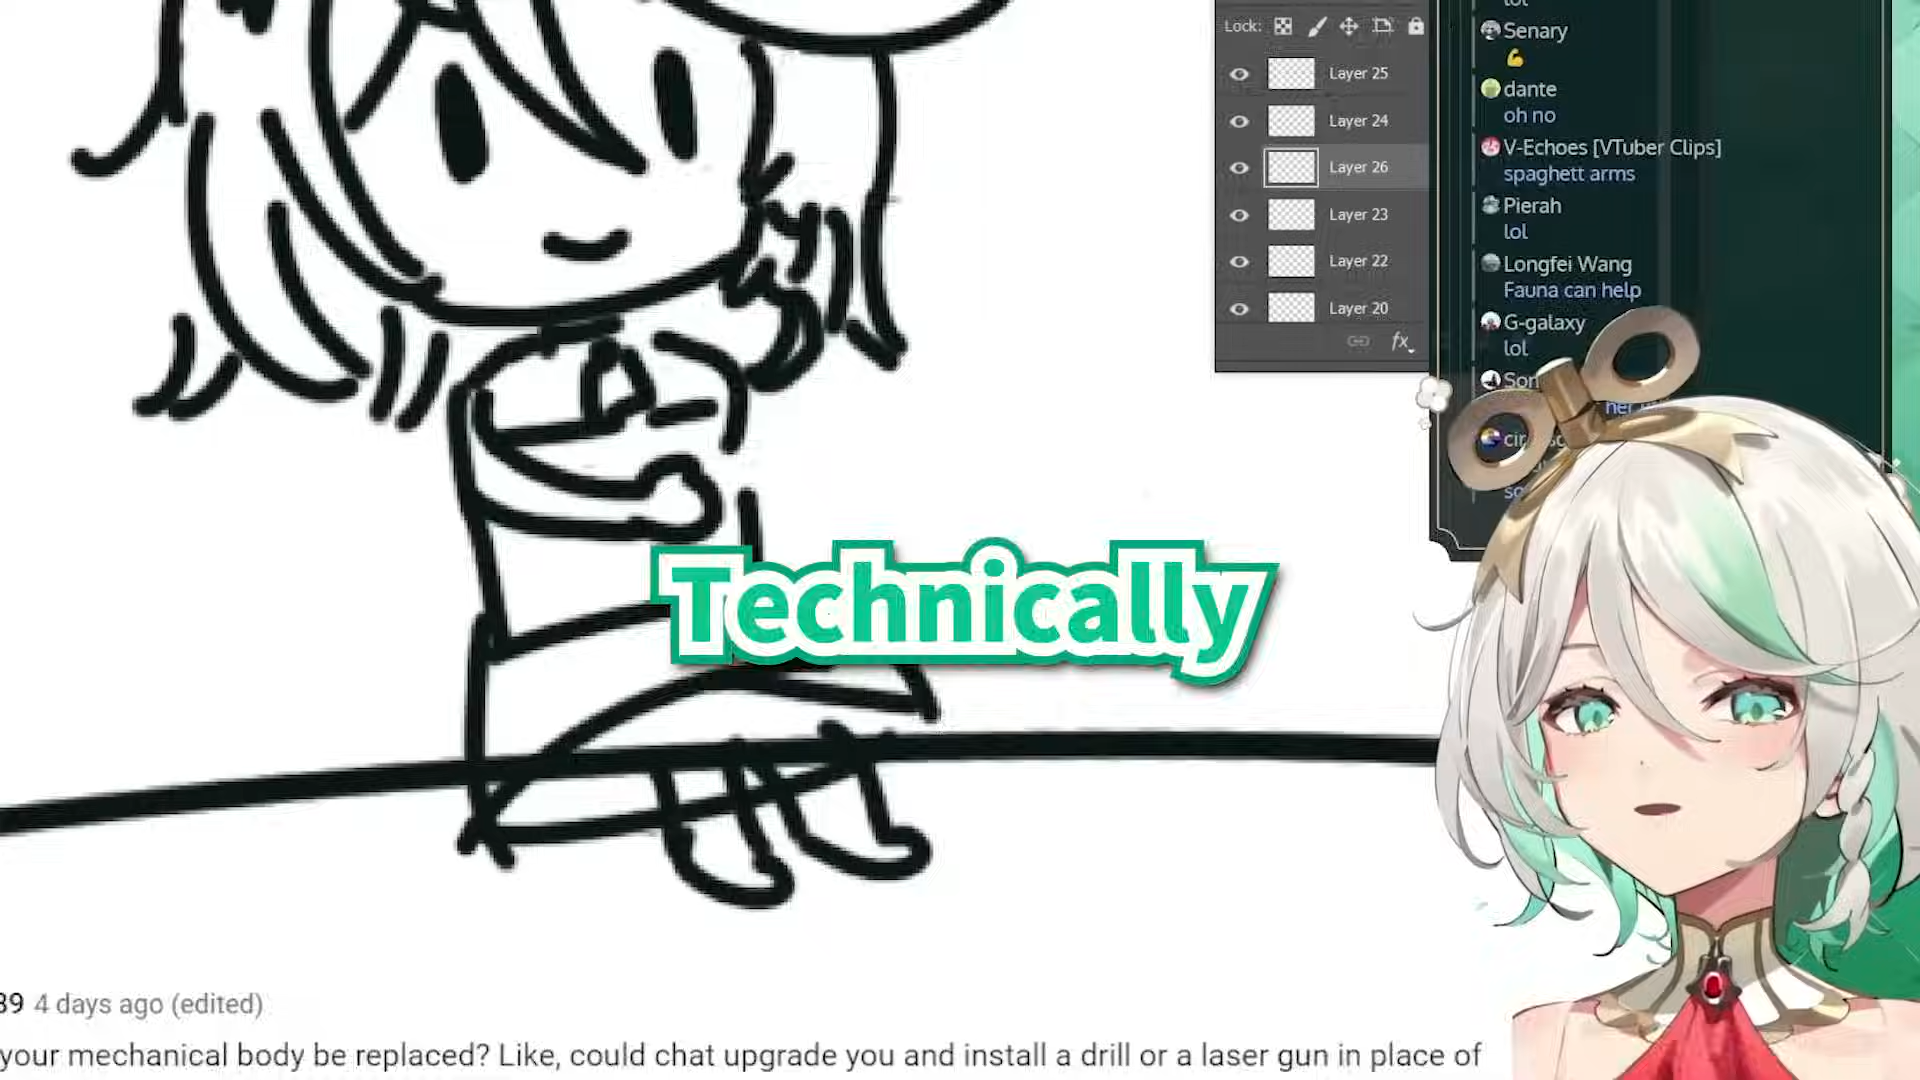 Lock:
Layer 25
Layer 24
Layer 26
Layer 23
Layer 22
Layer 20
fx
lol
Senary
💪
dante
oh no
V-Echoes [VTuber Clips]
spaghett arms
Pierah
lol
Longfei Wang
Fauna can help
G-galaxy
lol
Technically
39 4 days ago (edited)
your mechanical body be replaced? Like, could chat upgrade you and install a drill or a laser gun in place of